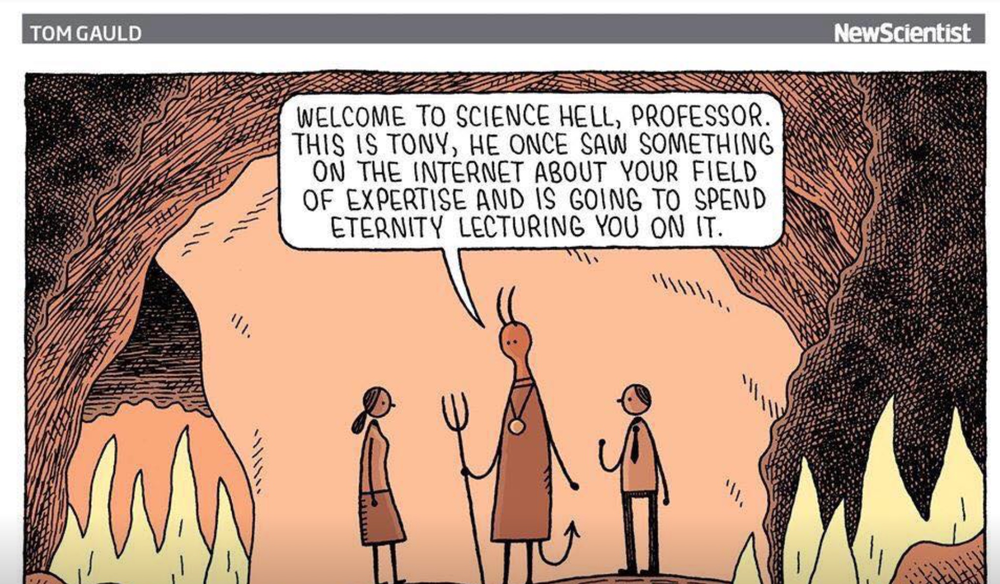 TOM GAULD
NewScientist
WELCOME TO SCIENCE HELL, PROFESSOR.
THIS IS TONY, HE ONCE SAW SOMETHING
ON THE INTERNET ABOUT YOUR FIELD
OF EXPERTISE AND IS GOING TO SPEND
ETERNITY LECTURING YOU ON IT.